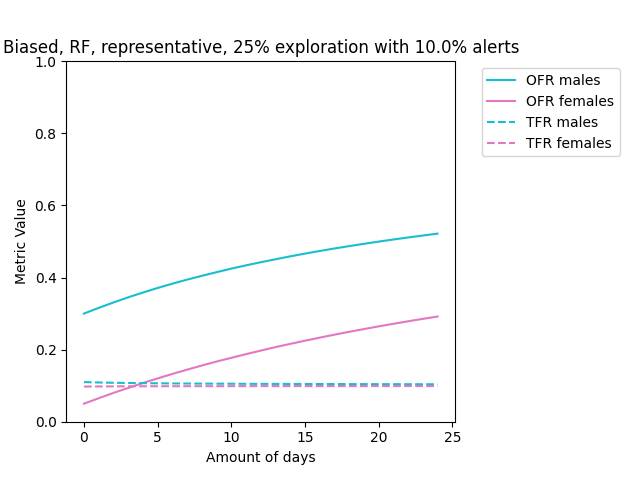 Biased, RF, representative, 25% exploration with 10.0% alerts
OFR males
OFR females
TFR males
TFR females
Metric Value
1.0
0.8
0.6
0.4
0.2
0.0
0 5 10 15 20 25
Amount of days